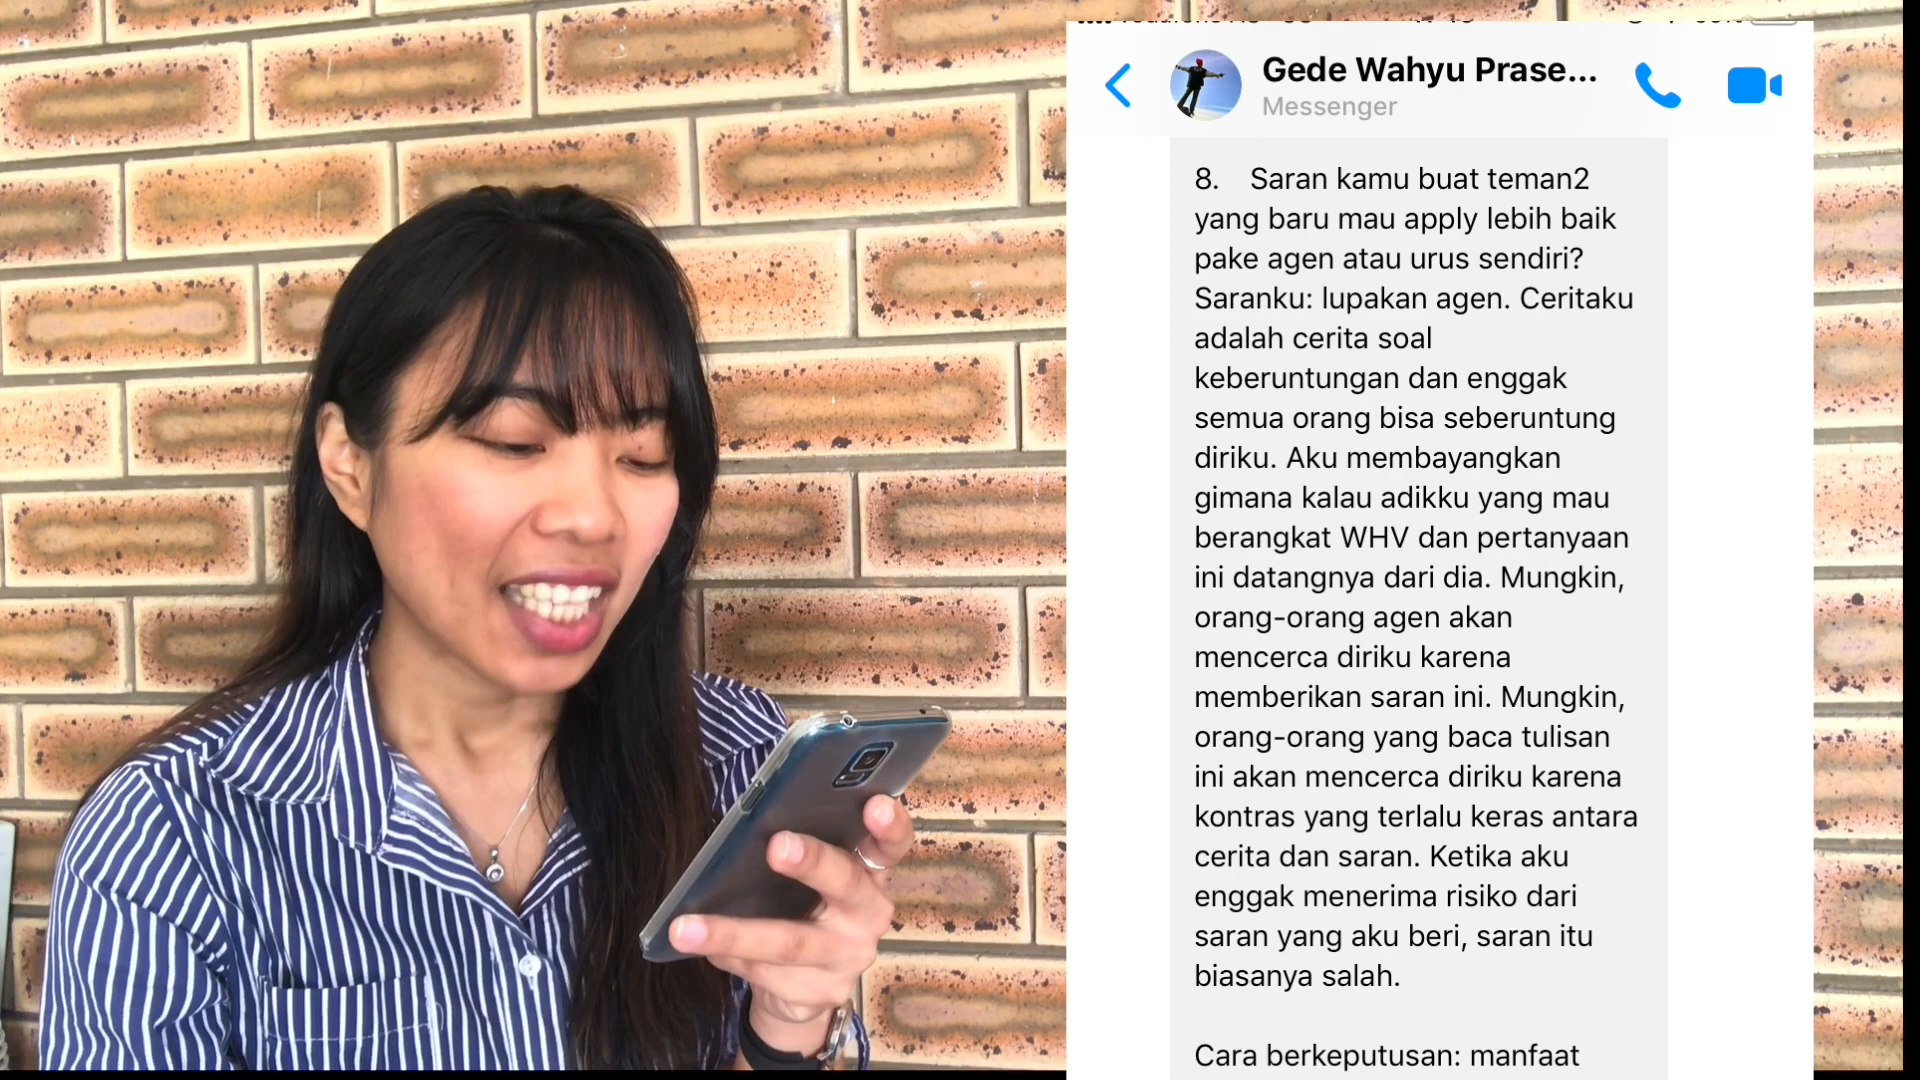 Gede Wahyu Prase...
Messenger
8. Saran kamu buat teman2
yang baru mau apply lebih baik
pake agen atau urus sendiri?
Saranku: lupakan agen. Ceritaku
adalah cerita soal
keberuntungan dan enggak
semua orang bisa seberuntung
diriku. Aku membayangkan
gimana kalau adikku yang mau
berangkat WHV dan pertanyaan
ini datangnya dari dia. Mungkin,
orang-orang agen akan
mencerca diriku karena
memberikan saran ini. Mungkin,
orang-orang yang baca tulisan
ini akan mencerca diriku karena
kontras yang terlalu keras antara
cerita dan saran. Ketika aku
enggak menerima risiko dari
saran yang aku beri, saran itu
biasanya salah.
Cara berkeputusan: manfaat